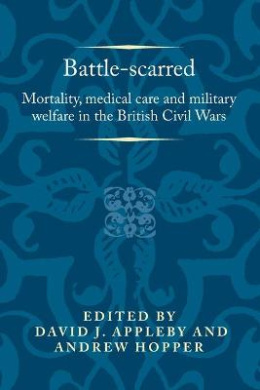 Battle-scarred
Mortality, medical care and military
welfare in the British Civil Wars
EDITED BY
DAVID J. APPLEBY AND
ANDREW HOPPER